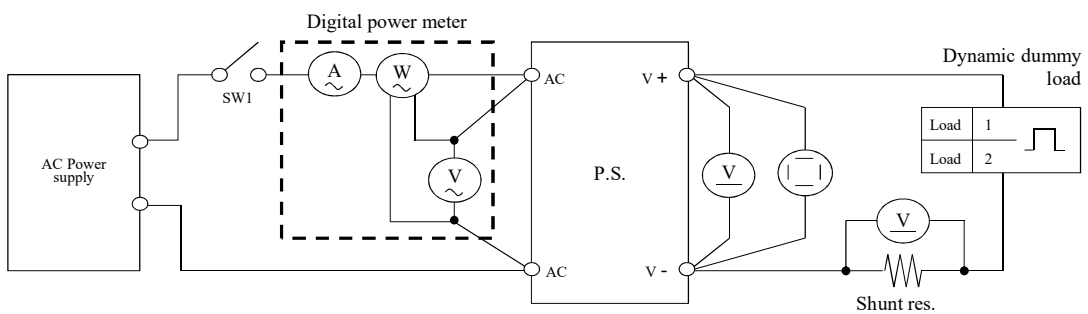 Digital power meter
Dynamic dummy
load
A
W
AC
V +
SW1
Load 1
Load 2
AC Power
supply
V
P.S.
V
V
AC
V -
Shunt res.